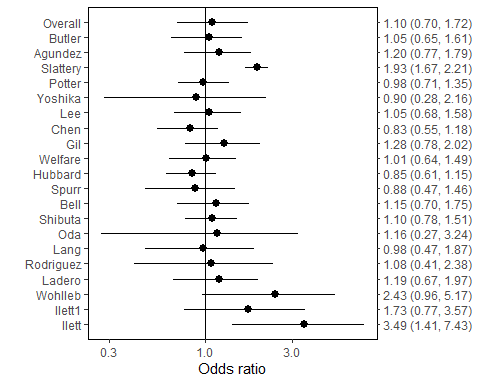 Overall 1.10 (0.70, 1.72)
Butler 1.05 (0.65, 1.61)
Agundez 1.20 (0.77, 1.79)
Slattery 1.93 (1.67, 2.21)
Potter 0.98 (0.71, 1.35)
Yoshika 0.90 (0.28, 2.16)
Lee 1.05 (0.68, 1.58)
Chen 0.83 (0.55, 1.18)
Gil 1.28 (0.78, 2.02)
Welfare 1.01 (0.64, 1.49)
Hubbard 0.85 (0.61, 1.15)
Spurr 0.88 (0.47, 1.46)
Bell 1.15 (0.70, 1.75)
Shibuta 1.10 (0.78, 1.51)
Oda 1.16 (0.27, 3.24)
Lang 0.98 (0.47, 1.87)
Rodriguez 1.08 (0.41, 2.38)
Ladero 1.19 (0.67, 1.97)
Wohlleb 2.43 (0.96, 5.17)
Ilett1 1.73 (0.77, 3.57)
Ilett 3.49 (1.41, 7.43)
0.3 1.0 3.0
Odds ratio